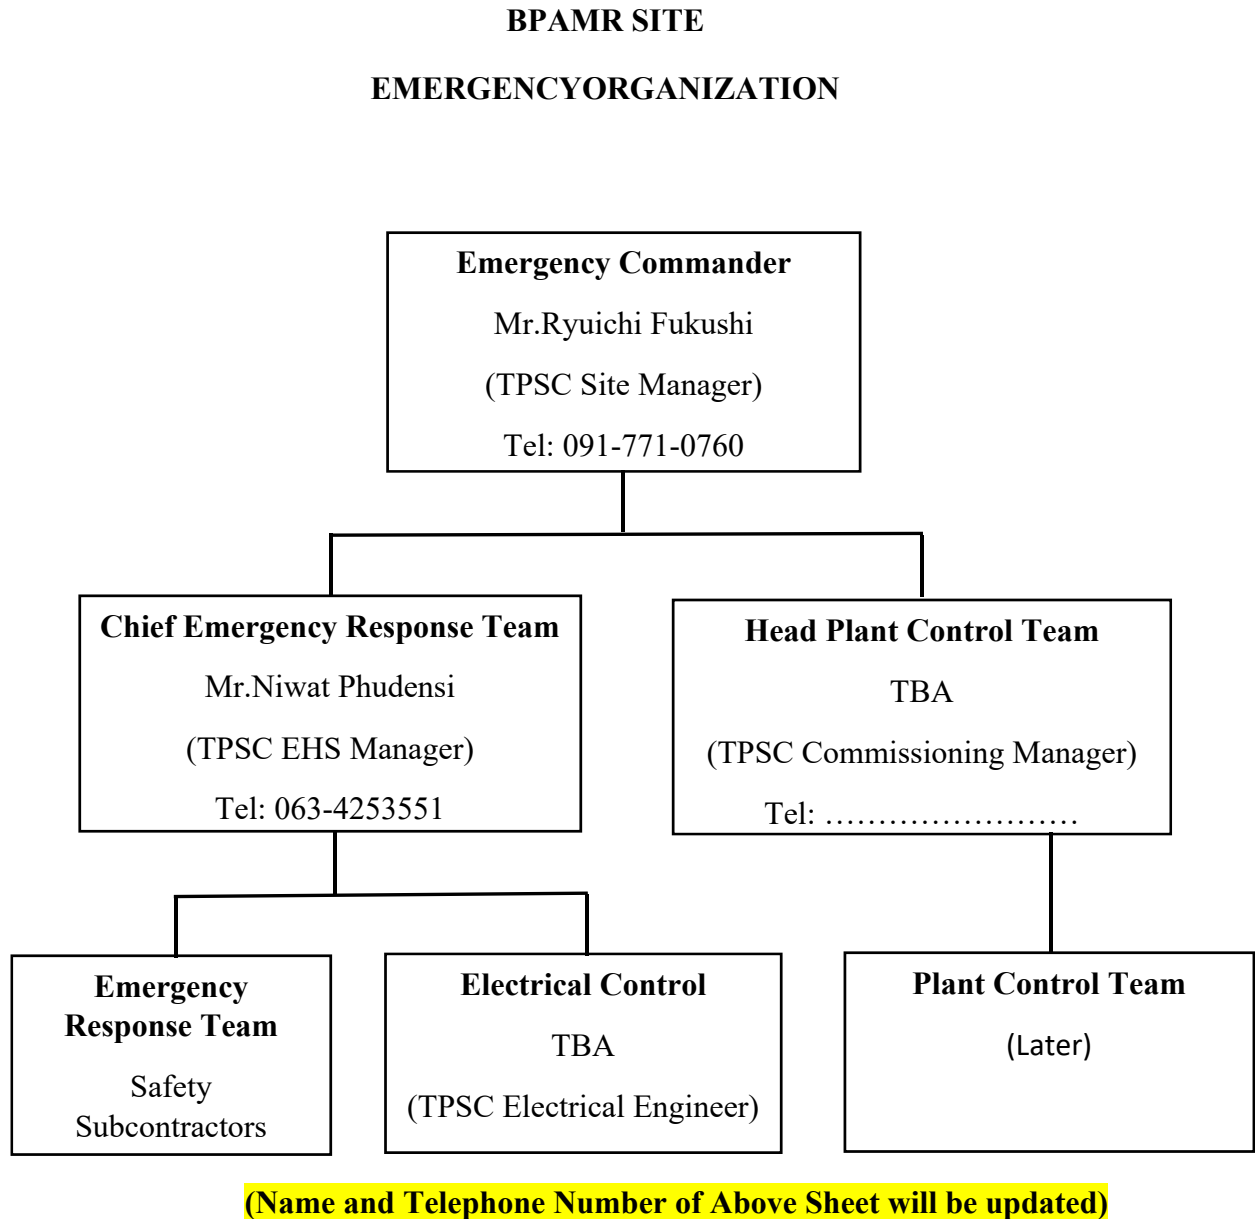 BPAMR SITE
EMERGENCYORGANIZATION
Emergency Commander
Mr.Ryuichi Fukushi
(TPSC Site Manager)
Tel: 091-771-0760
Chief Emergency Response Team
Mr.Niwat Phudensi
(TPSC EHS Manager)
Tel: 063-4253551
Head Plant Control Team
TBA
(TPSC Commissioning Manager)
Tel: ……………………
Emergency
Response Team
Safety
Subcontractors
Electrical Control
TBA
(TPSC Electrical Engineer)
Plant Control Team
(Later)
(Name and Telephone Number of Above Sheet will be updated)